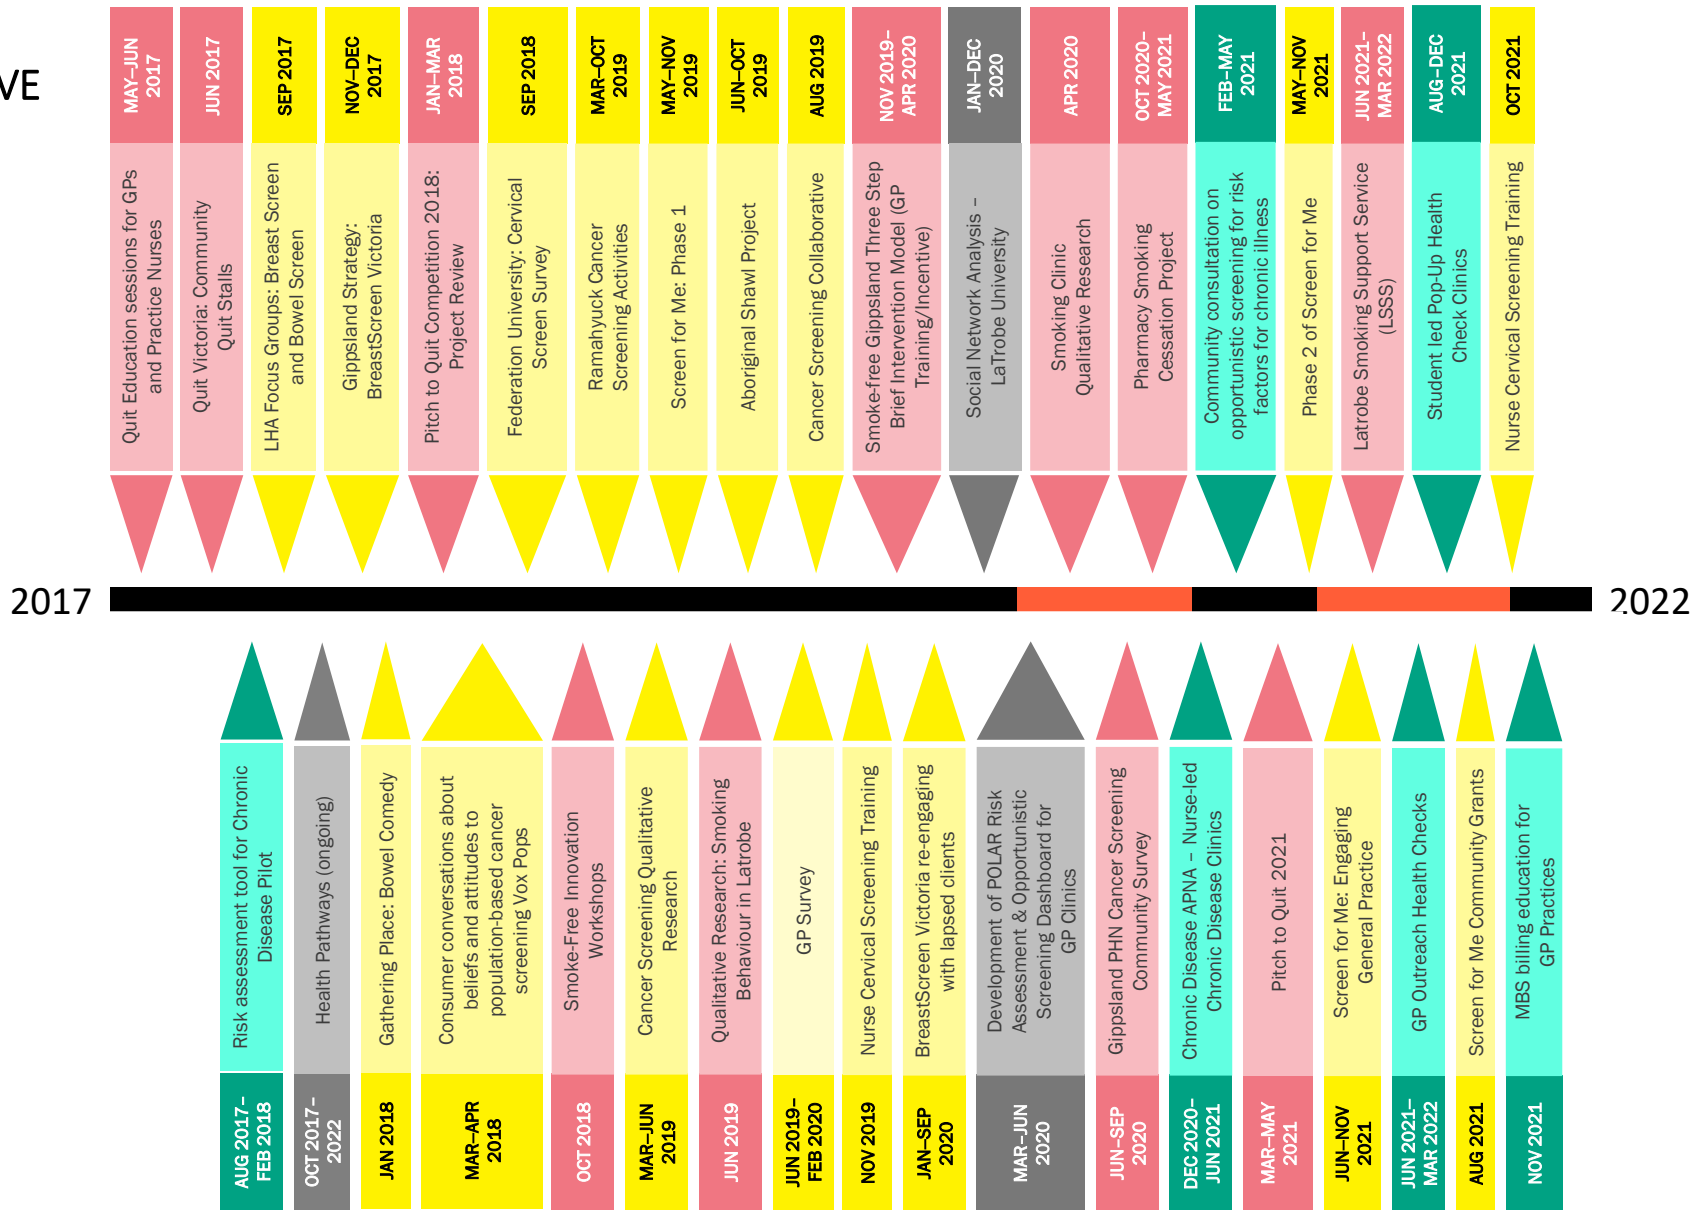 VE
MAY–JUN
2017
Quit Education sessions for GPs
and Practice Nurses
JUN 2017
Quit Victoria: Community
Quit Stalls
SEP 2017
LHA Focus Groups: Breast Screen
and Bowel Screen
NOV–DEC
2017
Gippsland Strategy:
BreastScreen Victoria
JAN–MAR
2018
Pitch to Quit Competition 2018:
Project Review
SEP 2018
Federation University: Cervical
Screen Survey
MAR–OCT
2019
Ramahyuck Cancer
Screening Activities
MAY–NOV
2019
Screen for Me: Phase 1
JUN–OCT
2019
Aboriginal Shawl Project
AUG 2019
Cancer Screening Collaborative
NOV 2019–
APR 2020
Smoke-free Gippsland Three Step
Brief Intervention Model (GP
Training/Incentive)
JAN–DEC
2020
Social Network Analysis –
LaTrobe University
APR 2020
Smoking Clinic
Qualitative Research
OCT 2020–
MAY 2021
Pharmacy Smoking
Cessation Project
FEB–MAY
2021
Community consultation on
opportunistic screening for risk
factors for chronic illness
MAY–NOV
2021
Phase 2 of Screen for Me
JUN 2021–
MAR 2022
Latrobe Smoking Support Service
(LSSS)
AUG–DEC
2021
Student led Pop-Up Health
Check Clinics
OCT 2021
Nurse Cervical Screening Training
2017
2022
Risk assessment tool for Chronic
Disease Pilot
AUG 2017–
FEB 2018
Health Pathways (ongoing)
OCT 2017–
2022
Gathering Place: Bowel Comedy
JAN 2018
Consumer conversations about
beliefs and attitudes to
population-based cancer
screening Vox Pops
MAR–APR
2018
Smoke-Free Innovation
Workshops
OCT 2018
Cancer Screening Qualitative
Research
MAR–JUN
2019
Qualitative Research: Smoking
Behaviour in Latrobe
JUN 2019
GP Survey
JUN 2019–
FEB 2020
Nurse Cervical Screening Training
NOV 2019
BreastScreen Victoria re-engaging
with lapsed clients
JAN–SEP
2020
Development of POLAR Risk
Assessment & Opportunistic
Screening Dashboard for
GP Clinics
MAR–JUN
2020
Gippsland PHN Cancer Screening
Community Survey
JUN–SEP
2020
Chronic Disease APNA – Nurse-led
Chronic Disease Clinics
DEC 2020–
JUN 2021
Pitch to Quit 2021
MAR–MAY
2021
Screen for Me: Engaging
General Practice
JUN–NOV
2021
GP Outreach Health Checks
JUN 2021–
MAR 2022
Screen for Me Community Grants
AUG 2021
MBS billing education for
GP Practices
NOV 2021